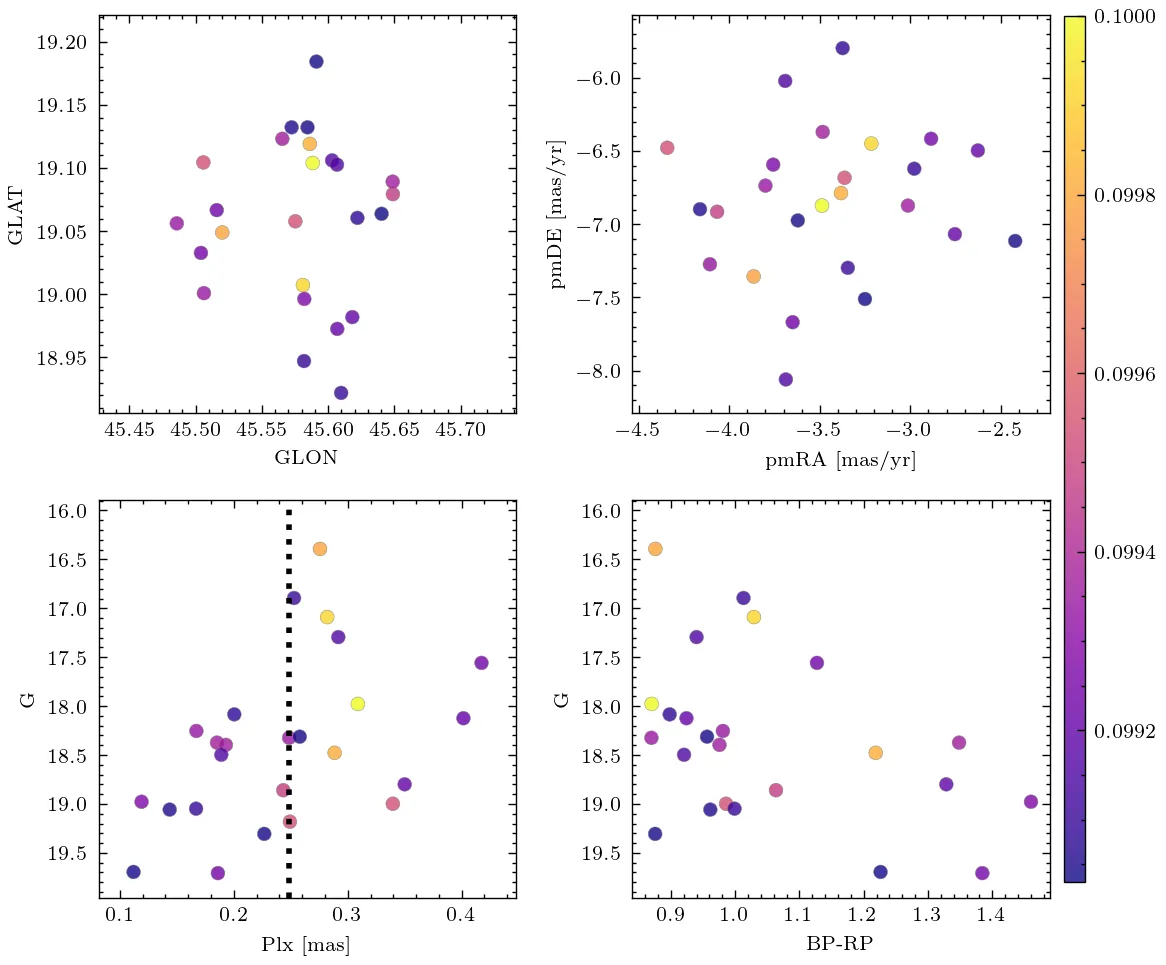 19.20
19.15
19.10
19.05
19.00
18.95
GLAT
45.45 45.50 45.55 45.60 45.65 45.70
GLON
−6.0
−6.5
−7.0
−7.5
−8.0
pmDE [mas/yr]
−4.5 −4.0 −3.5 −3.0 −2.5
pmRA [mas/yr]
16.0
16.5
17.0
17.5
18.0
18.5
19.0
19.5
G
0.1 0.2 0.3 0.4
Plx [mas]
16.0
16.5
17.0
17.5
18.0
18.5
19.0
19.5
G
0.9 1.0 1.1 1.2 1.3 1.4
BP-RP
0.1000
0.0998
0.0996
0.0994
0.0992